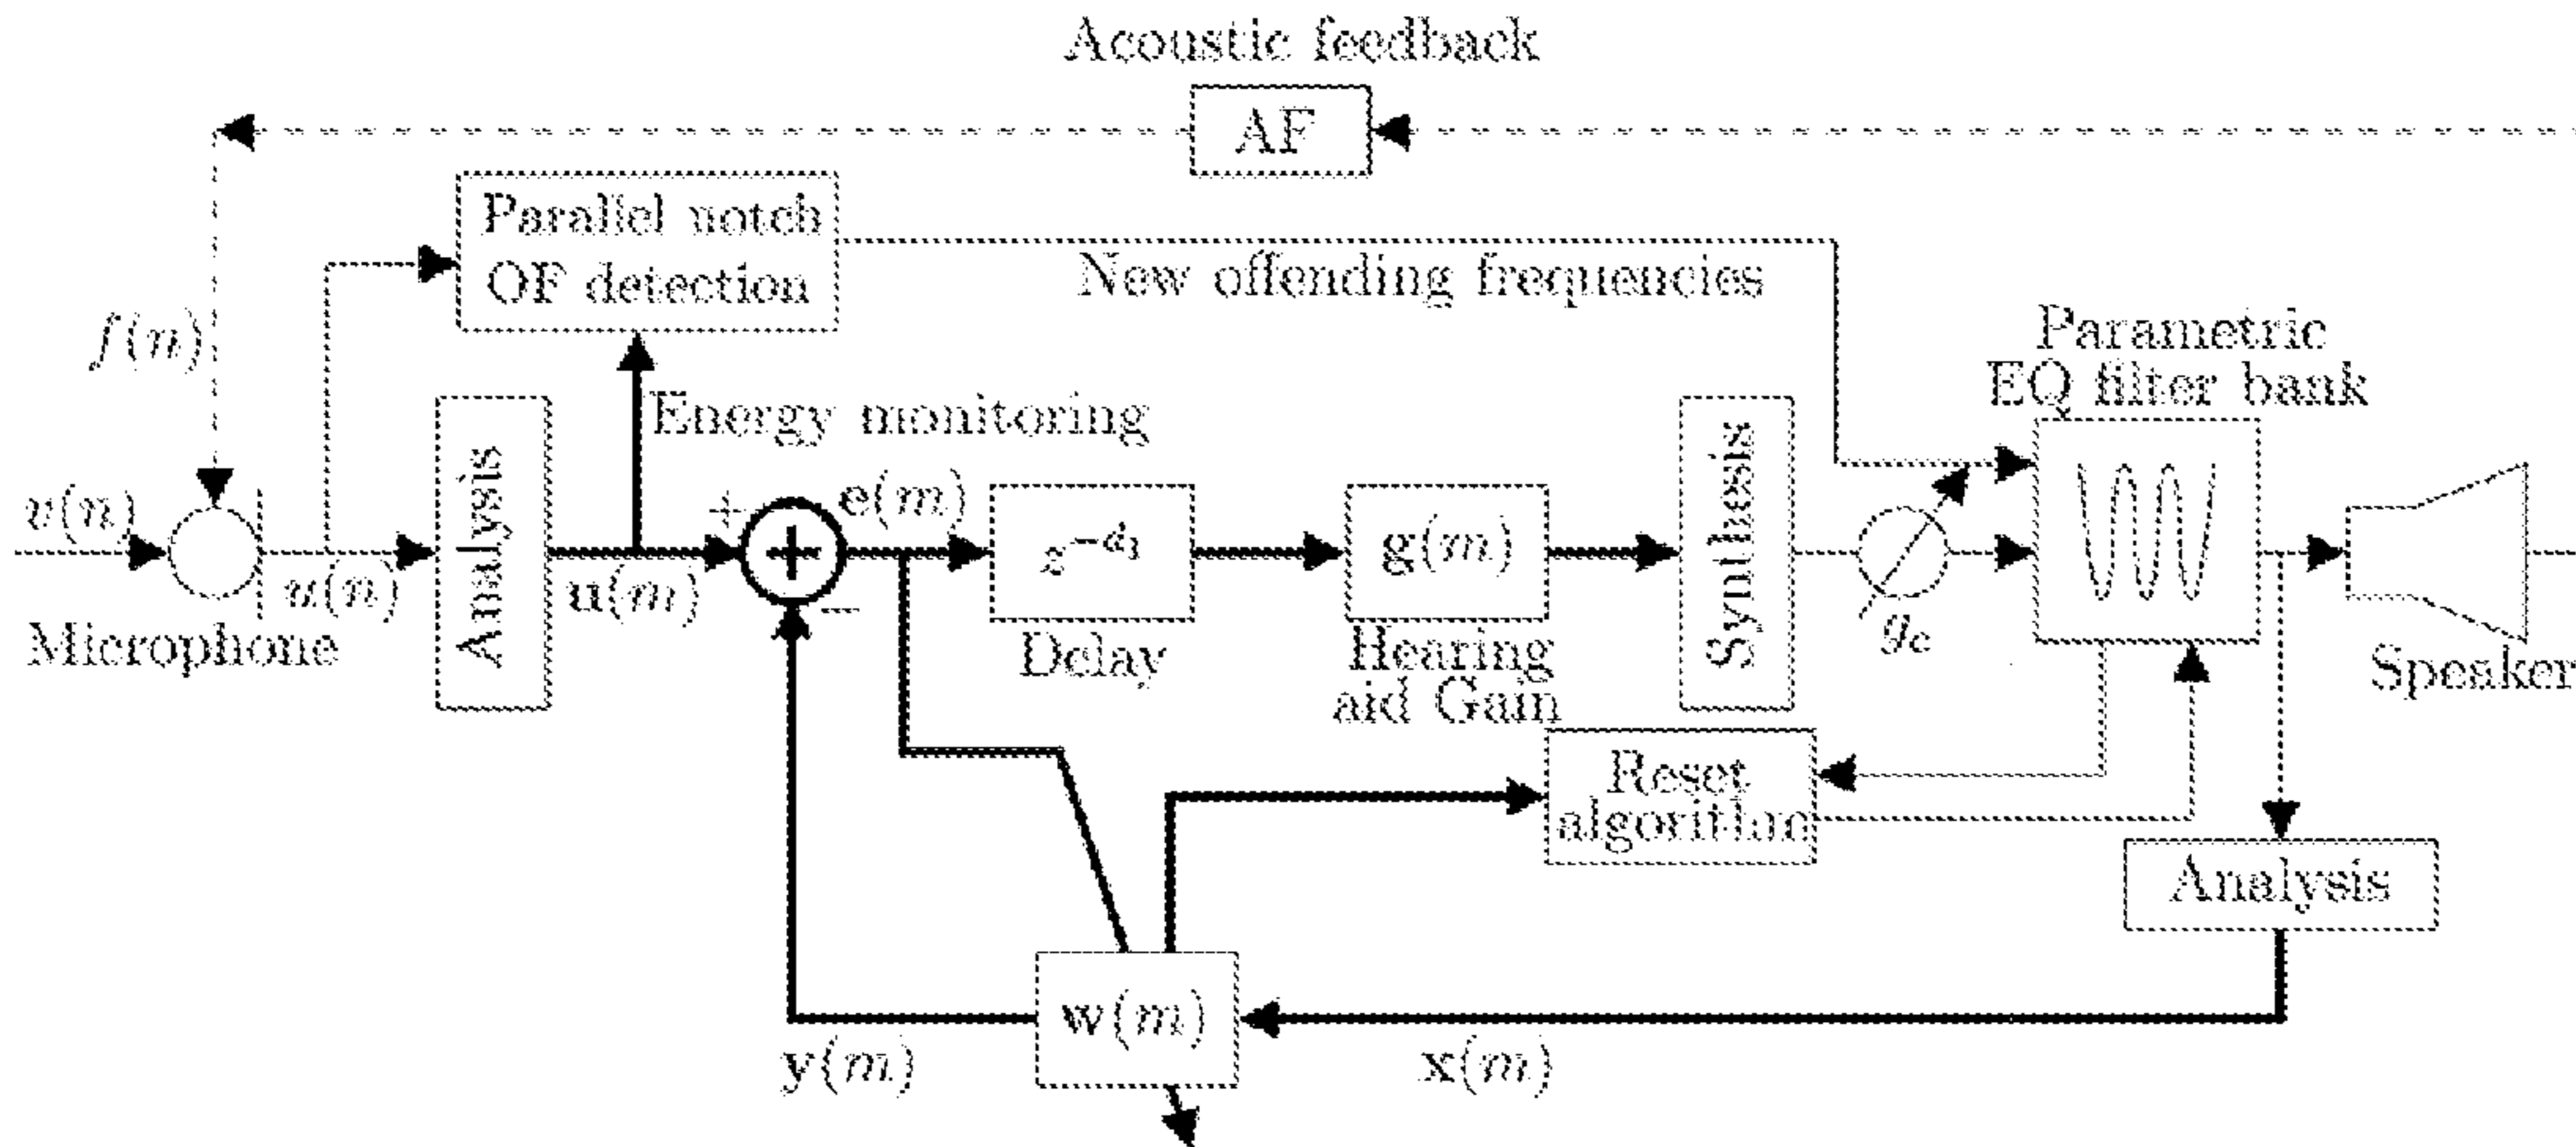 Acoustic feedback
AF
Parallel notch
OF detection
New offending frequencies
f(n)
Parametric
EQ filter bank
Energy monitoring
v(n)
Microphone
u(n)
Analysis
u(m)
+
+
−
e(m)
z^{-d_1}
Delay
g(m)
Hearing
aid Gain
Synthesis
g_c
Speaker
Reset
algorithm
Analysis
w(m)
y(m)
x(m)